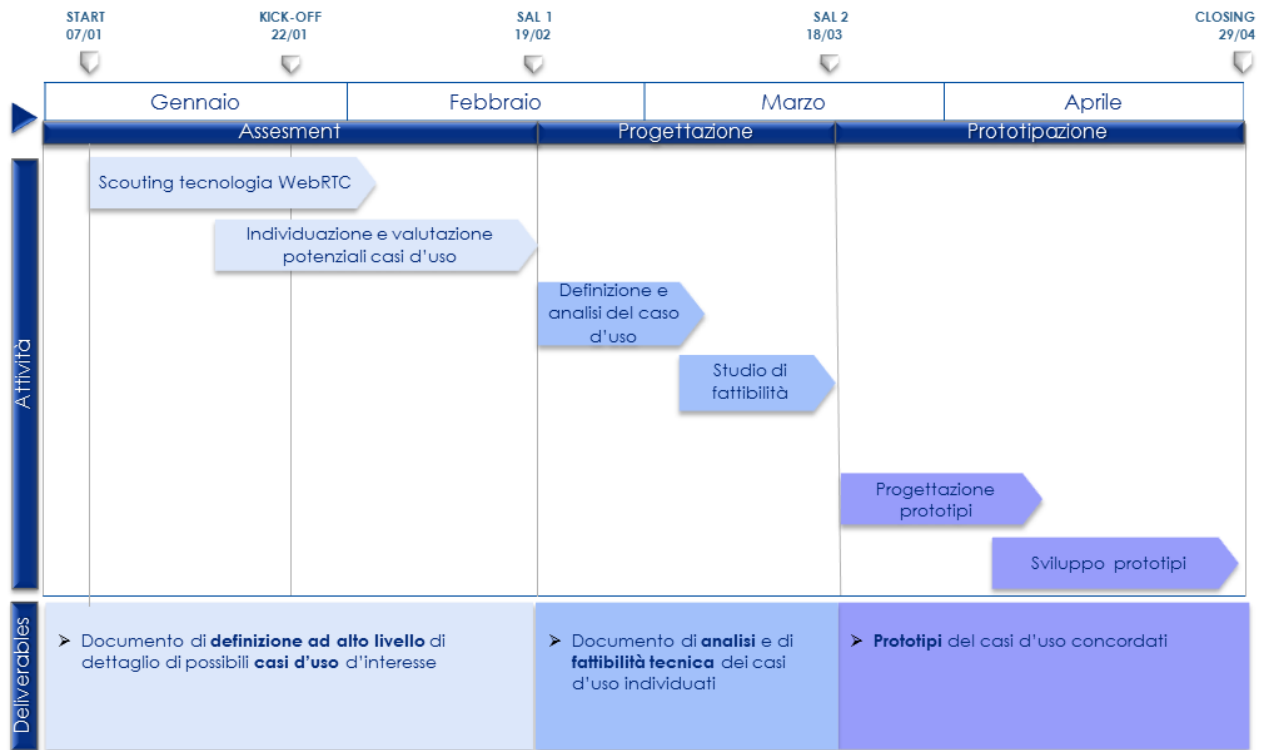 START
07/01
KICK-OFF
22/01
SAL 1
19/02
SAL 2
18/03
CLOSING
29/04
Gennaio
Febbraio
Marzo
Aprile
Assesment
Progettazione
Prototipazione
Attività
Scouting tecnologia WebRTC
Individuazione e valutazione
potenziali casi d'uso
Definizione e
analisi del caso
d'uso
Studio di
fattibilità
Progettazione
prototipi
Sviluppo prototipi
Deliverables
➢ Documento di definizione ad alto livello di
dettaglio di possibili casi d'uso d'interesse
➢ Documento di analisi e di
fattibilità tecnica dei casi
d'uso individuati
➢ Prototipi del casi d'uso concordati